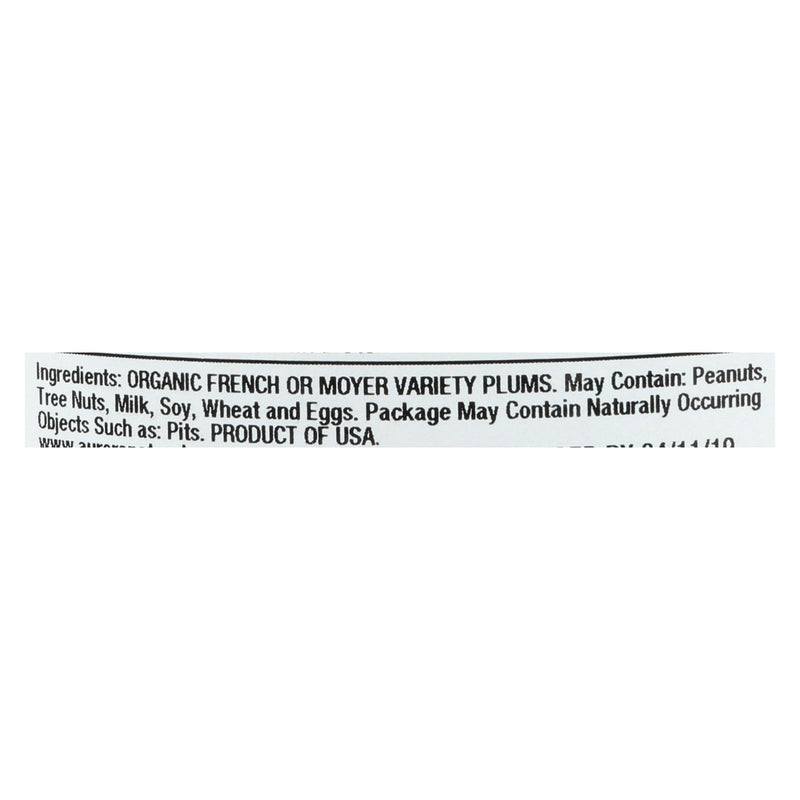 Ingredients: ORGANIC FRENCH OR MOYER VARIETY PLUMS. May Contain: Peanuts,
Tree Nuts, Milk, Soy, Wheat and Eggs. Package May Contain Naturally Occurring
Objects Such as: Pits. PRODUCT OF USA.